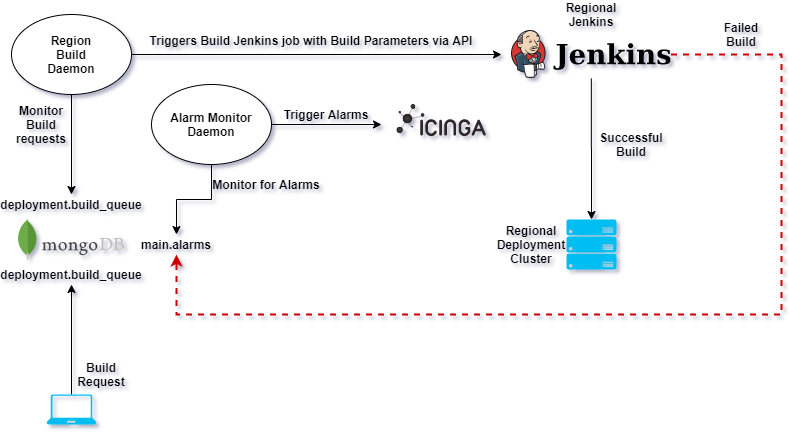 Regional
Jenkins
Failed
Build
Region
Build
Daemon
Triggers Build Jenkins job with Build Parameters via API
Jenkins
Monitor
Build
requests
Alarm Monitor
Daemon
Trigger Alarms
ICINGA
Successful
Build
Monitor for Alarms
deployment.build_queue
mongoDB
main.alarms
Regional
Deployment
Cluster
deployment.build_queue
Build
Request